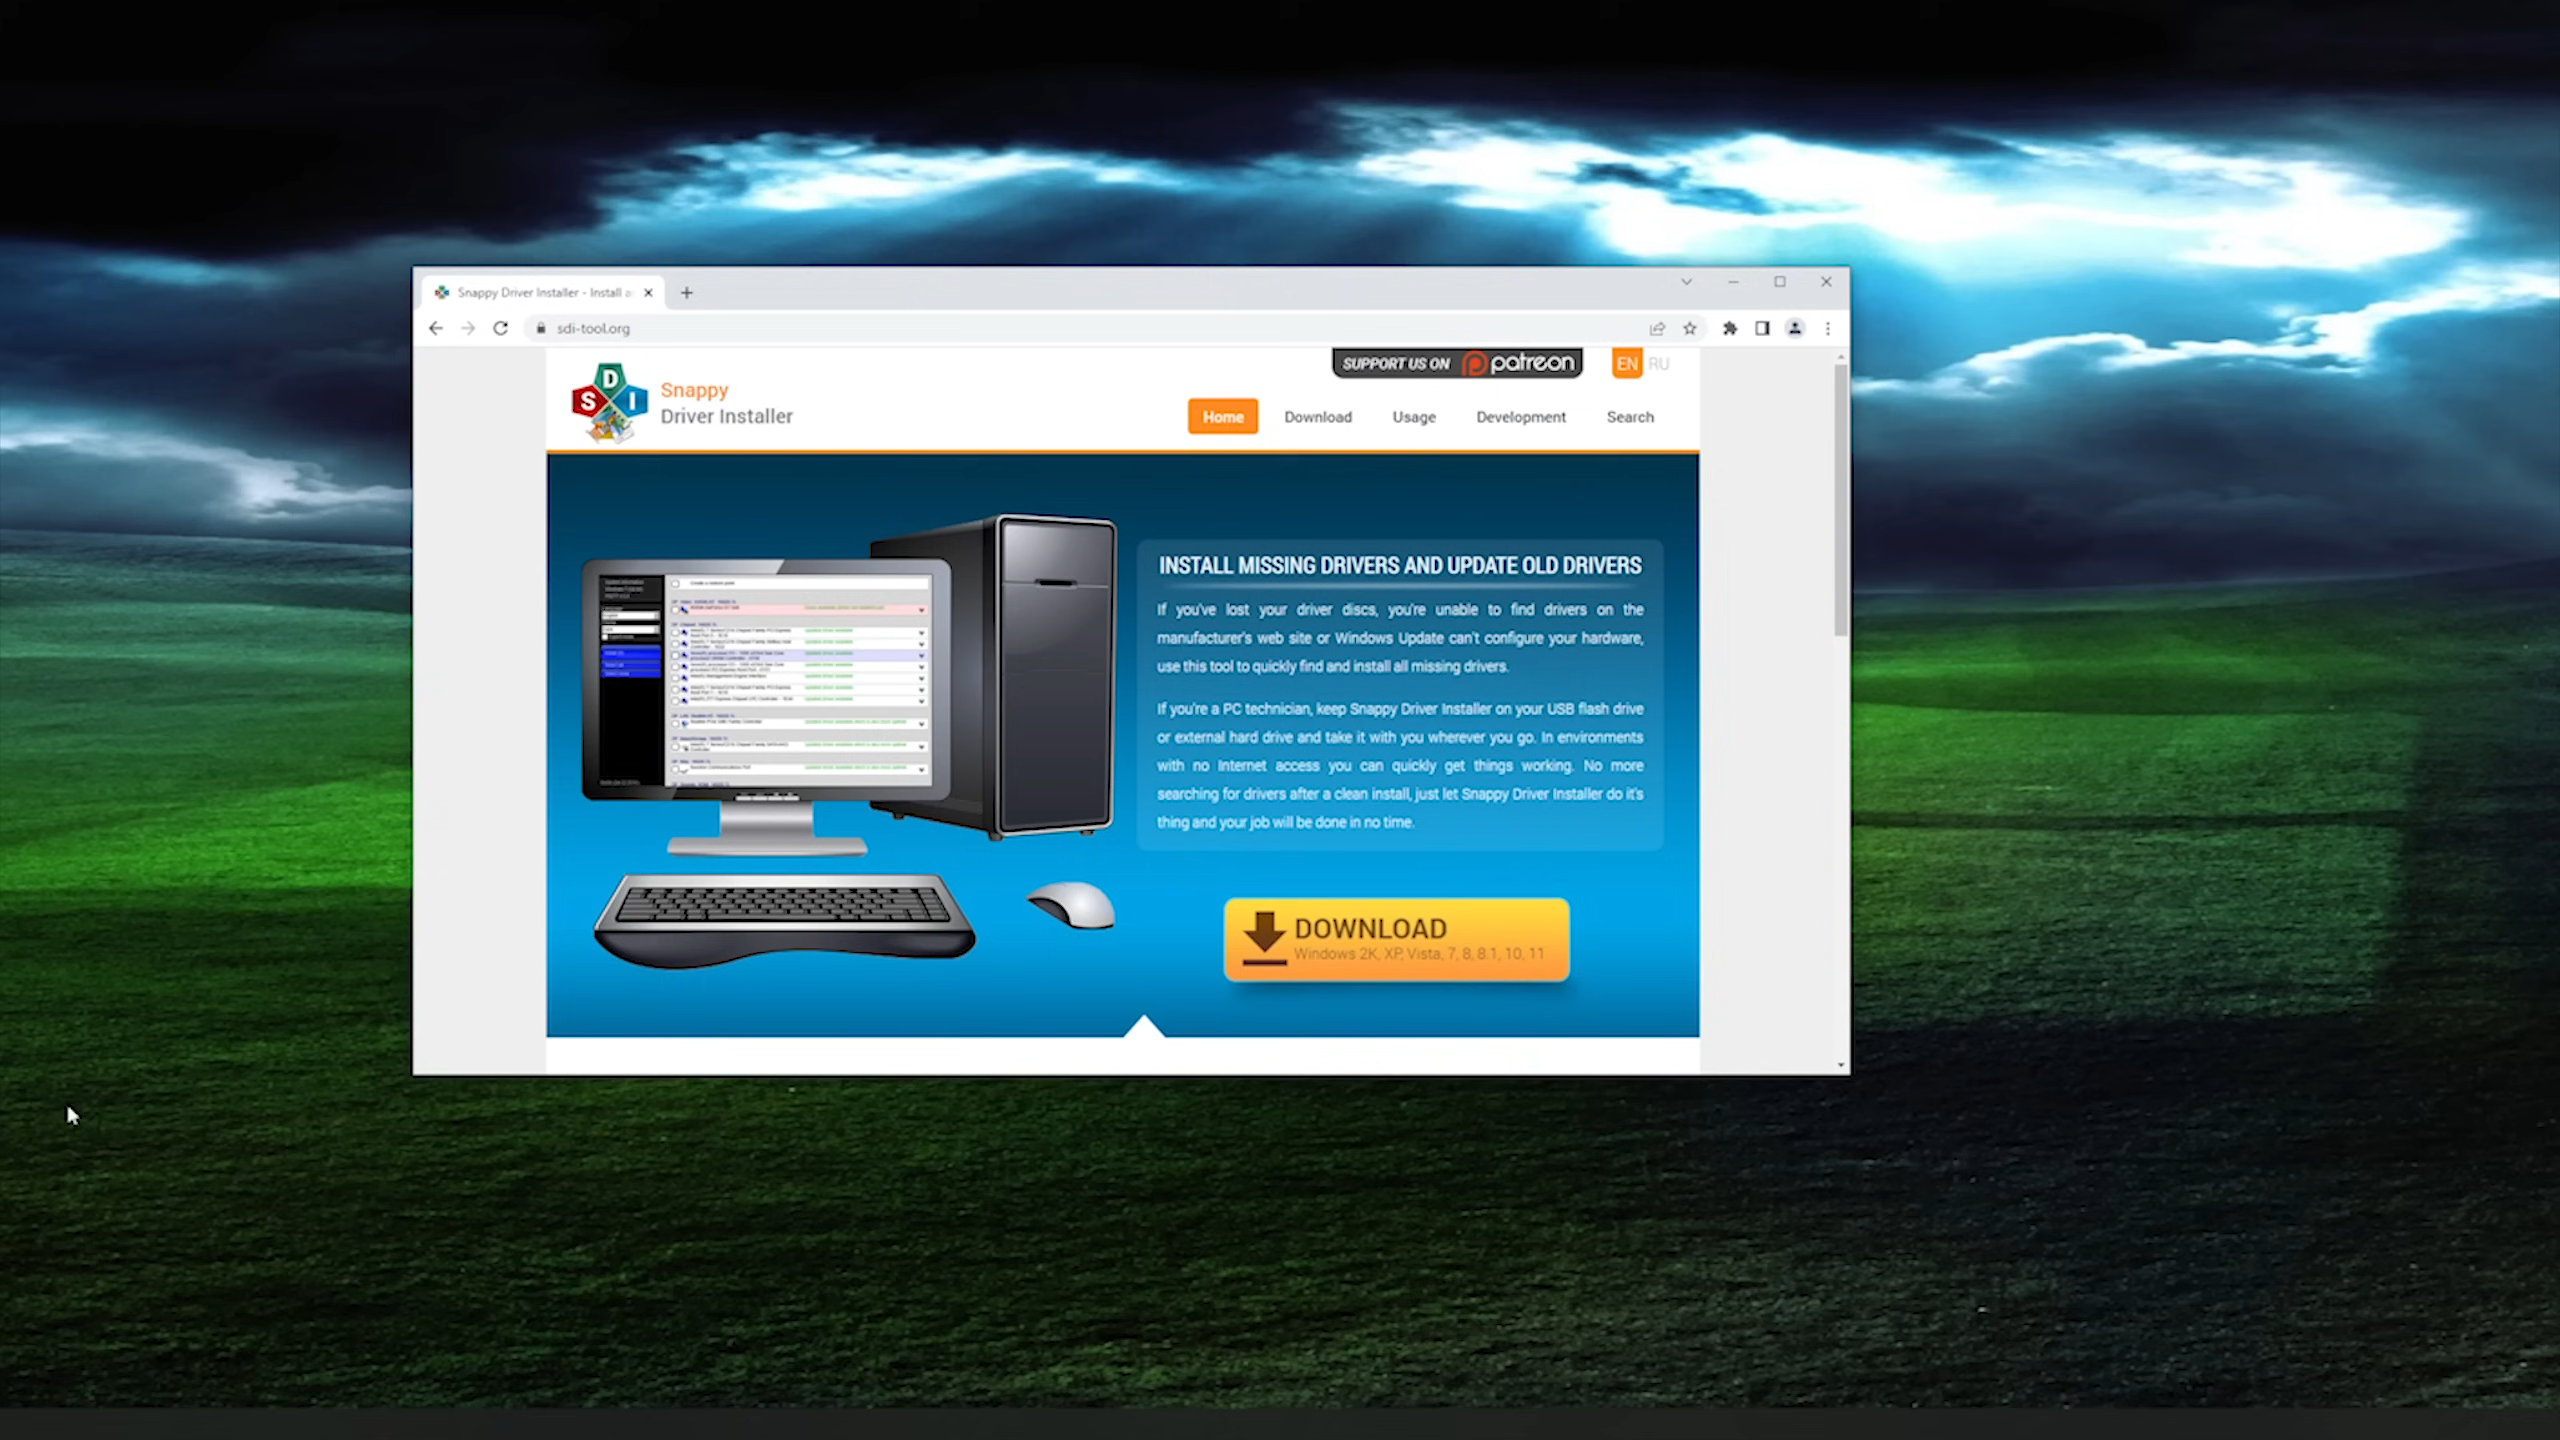 Snappy Driver Installer - Install a
sdi-tool.org
SUPPORT US ON patreon
EN RU
D
S I
Snappy
Driver Installer
Home Download Usage Development Search
INSTALL MISSING DRIVERS AND UPDATE OLD DRIVERS
If you've lost your driver discs, you're unable to find drivers on the
manufacturer's web site or Windows Update can't configure your hardware,
use this tool to quickly find and install all missing drivers.
If you're a PC technician, keep Snappy Driver Installer on your USB flash drive
or external hard drive and take it with you wherever you go. In environments
with no Internet access you can quickly get things working. No more
searching for drivers after a clean install, just let Snappy Driver Installer do it's
thing and your job will be done in no time.
DOWNLOAD
Windows 2K, XP, Vista, 7, 8, 8.1, 10, 11